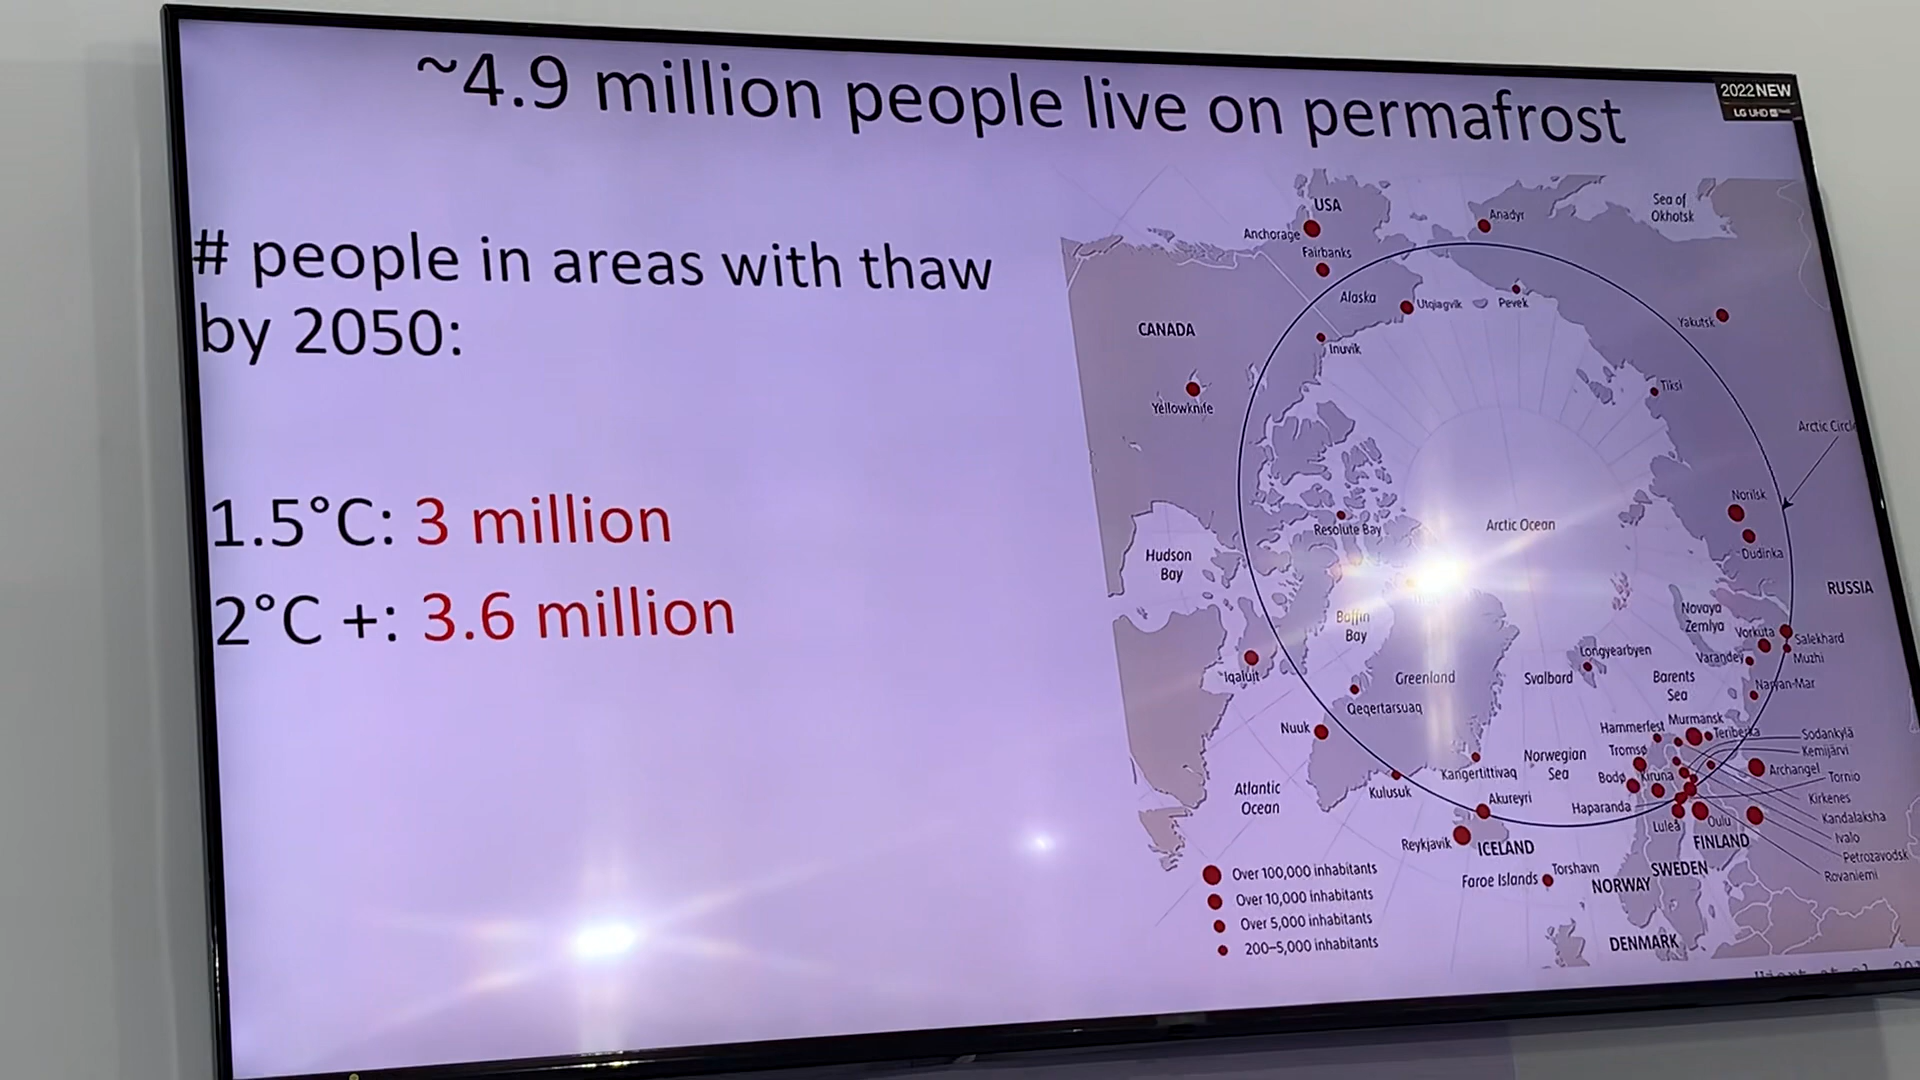 ~4.9 million people live on permafrost
2022 NEW
LG UHD
# people in areas with thaw
by 2050:
1.5°C: 3 million
2°C +: 3.6 million
USA
Anchorage
Fairbanks
Anadyr
Sea of
Okhotsk
Alaska
Utqiagvik
Pevek
Yakutsk
CANADA
Inuvik
Tiksi
Yellowknife
Arctic Circl
Norilsk
Resolute Bay
Arctic Ocean
Dudinka
Hudson
Bay
RUSSIA
Baffin
Bay
Novaya
Zemlya
Vorkuta
Salekhard
Varandey
Muzhi
Longyearbyen
Iqaluit
Greenland
Svalbard
Barents
Sea
Naryan-Mar
Qeqertarsuaq
Nuuk
Hammerfest
Murmansk
Teriberka
Sodankylä
Kemijärvi
Tromsø
Norwegian
Sea
Archangel
Tornio
Kangertittivaq
Bodø
Kiruna
Kulusuk
Atlantic
Ocean
Akureyri
Haparanda
Kirkenes
Kandalaksha
Luleå
Oulu
Ivalo
Reykjavik
ICELAND
FINLAND
Petrozavodsk
Rovaniemi
Over 100,000 inhabitants
Torshavn
SWEDEN
Faroe Islands
NORWAY
Over 10,000 inhabitants
Over 5,000 inhabitants
200–5,000 inhabitants
DENMARK